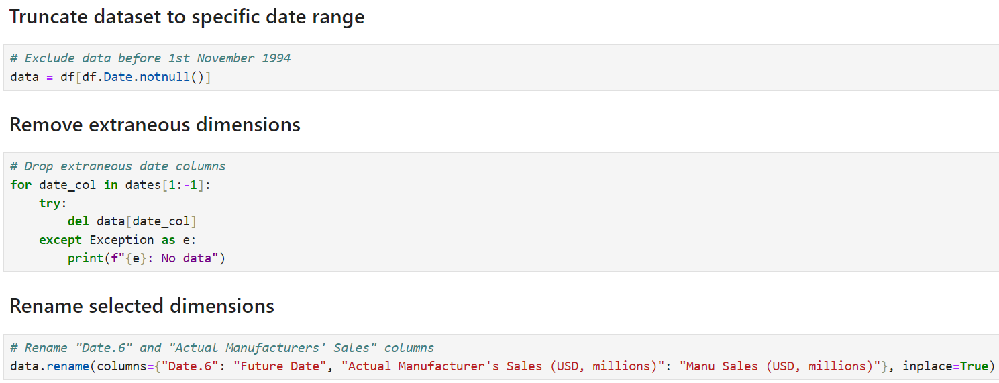 Truncate dataset to specific date range
# Exclude data before 1st November 1994
data = df[df.Date.notnull()]
Remove extraneous dimensions
# Drop extraneous date columns
for date_col in dates[1:-1]:
    try:
        del data[date_col]
    except Exception as e:
        print(f"{e}: No data")
Rename selected dimensions
# Rename "Date.6" and "Actual Manufacturers' Sales" columns
data.rename(columns={"Date.6": "Future Date", "Actual Manufacturer's Sales (USD, millions)": "Manu Sales (USD, millions)"}, inplace=True)